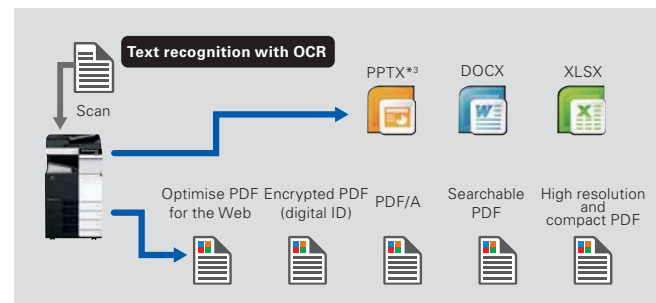 Text recognition with OCR
Scan
PPTX*3
DOCX
XLSX
Optimise PDF
for the Web
Encrypted PDF
(digital ID)
PDF/A
Searchable
PDF
High resolution
and
compact PDF